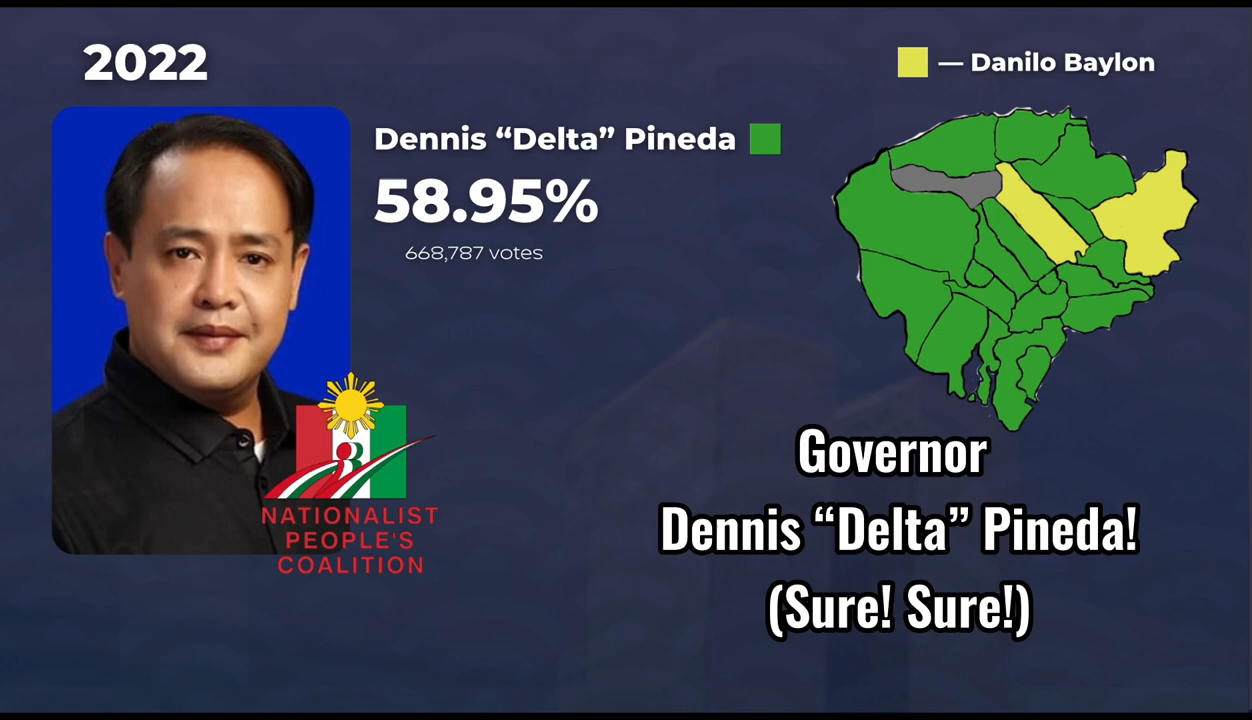 2022
— Danilo Baylon
Dennis “Delta” Pineda
58.95%
668,787 votes
NATIONALIST
PEOPLE'S
COALITION
Governor
Dennis “Delta” Pineda!
(Sure! Sure!)